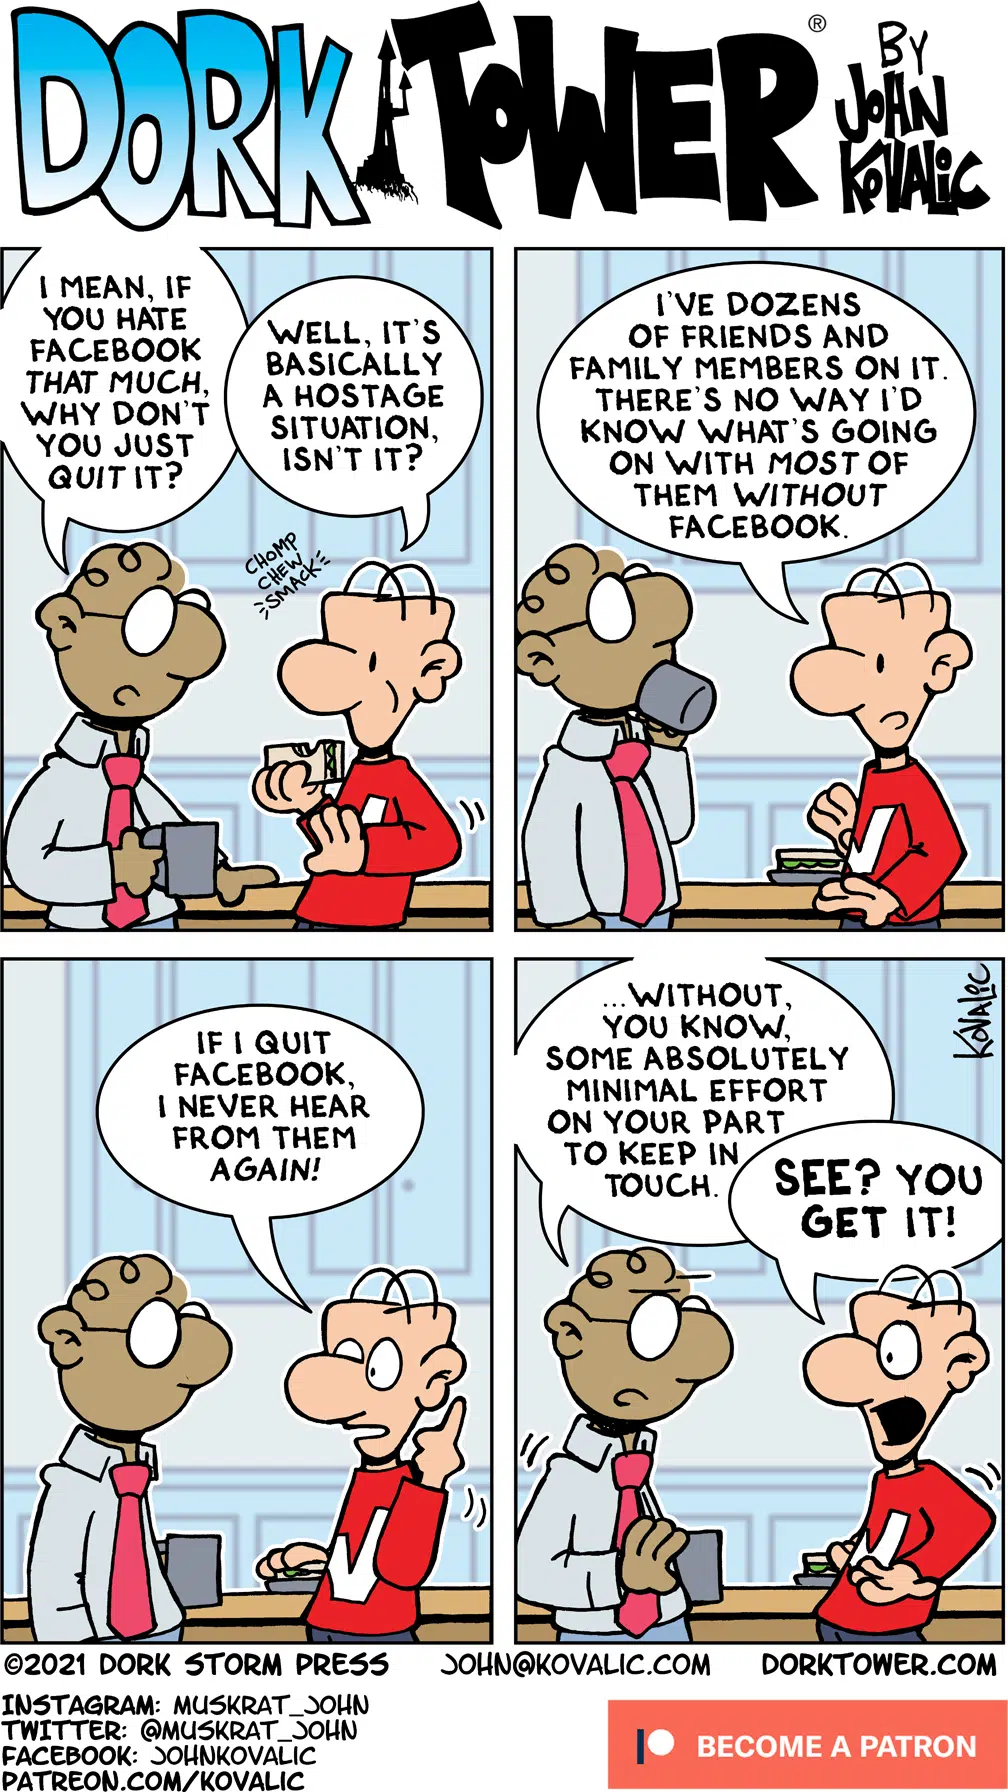 DORK TOWER ®
BY
JOHN
KOVALIC
I MEAN, IF
YOU HATE
FACEBOOK
THAT MUCH,
WHY DON'T
YOU JUST
QUIT IT?
WELL, IT'S
BASICALLY
A HOSTAGE
SITUATION,
ISN'T IT?
CHOMP
CHEW
SMACK
I'VE DOZENS
OF FRIENDS AND
FAMILY MEMBERS ON IT.
THERE'S NO WAY I'D
KNOW WHAT'S GOING
ON WITH MOST OF
THEM WITHOUT
FACEBOOK.
IF I QUIT
FACEBOOK,
I NEVER HEAR
FROM THEM
AGAIN!
...WITHOUT,
YOU KNOW,
SOME ABSOLUTELY
MINIMAL EFFORT
ON YOUR PART
TO KEEP IN
TOUCH.
SEE? YOU
GET IT!
KOVALIC
©2021 DORK STORM PRESS JOHN@KOVALIC.COM DORKTOWER.COM
INSTAGRAM: MUSKRAT_JOHN
TWITTER: @MUSKRAT_JOHN
FACEBOOK: JOHNKOVALIC
PATREON.COM/KOVALIC
BECOME A PATRON